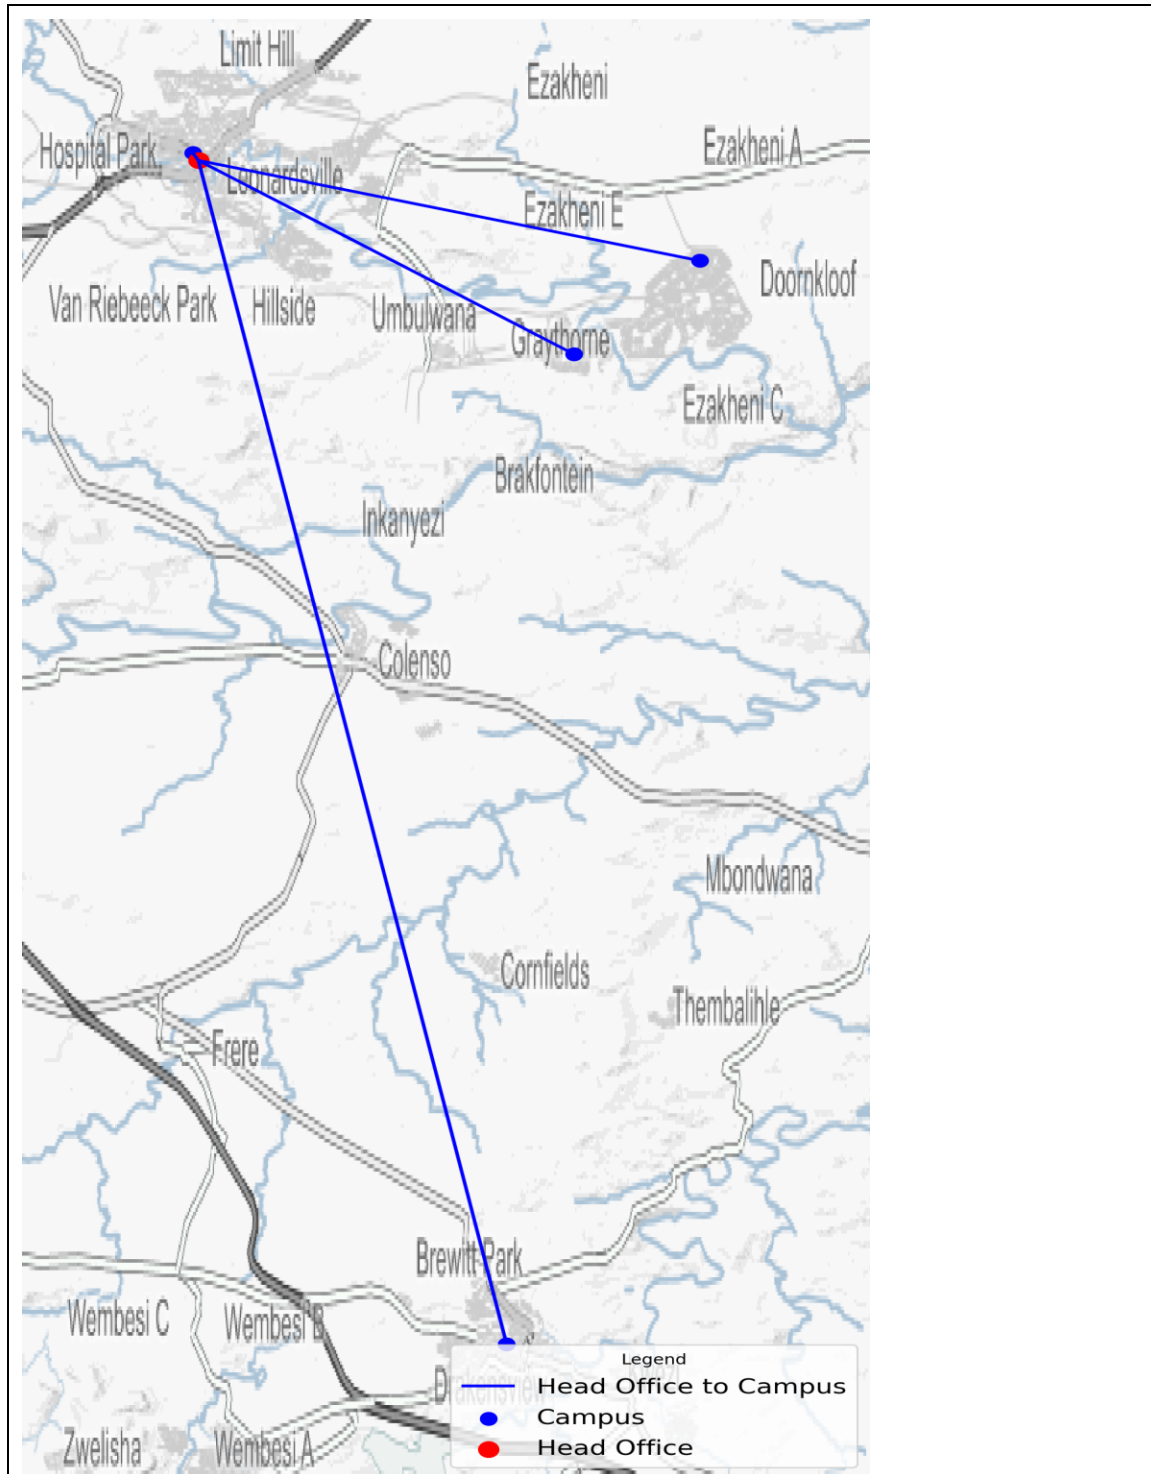 Limit Hill
Ezakheni
Hospital Park
Ezakheni A
Leonardsville
Ezakheni E
Doornkloof
Van Riebeeck Park
Hillside
Umbulwana
Graythorne
Ezakheni C
Brakfontein
Inkanyezi
Colenso
Mbondwana
Cornfields
Thembalihle
Frere
Brewitt Park
Wembesi C
Wembesi B
Legend
Head Office to Campus
Drakensview
Campus
Head Office
Zwelisha
Wembesi A